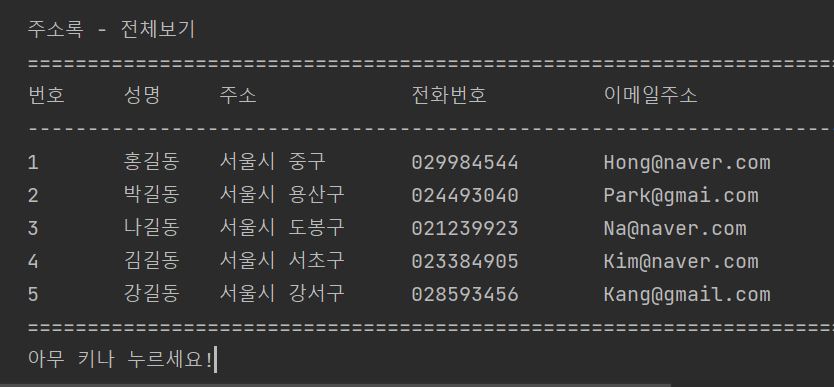 주소록 - 전체보기
====================================================================
번호 성명 주소 전화번호 이메일주소
-------------------------------------------------------------------
1 홍길동 서울시 중구 029984544 Hong@naver.com
2 박길동 서울시 용산구 024493040 Park@gmai.com
3 나길동 서울시 도봉구 021239923 Na@naver.com
4 김길동 서울시 서초구 023384905 Kim@naver.com
5 강길동 서울시 강서구 028593456 Kang@gmail.com
====================================================================
아무 키나 누르세요!